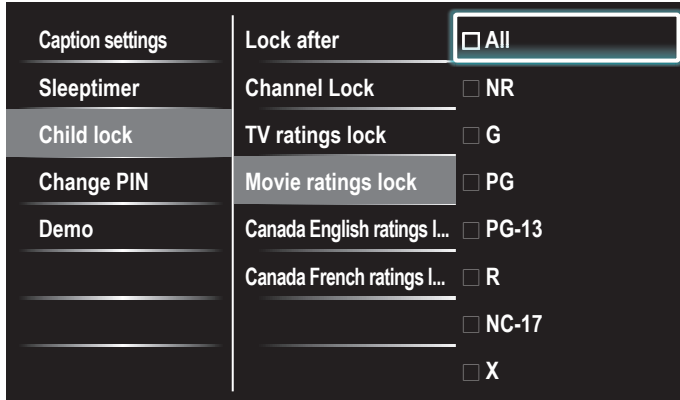 Caption settings
Sleeptimer
Child lock
Change PIN
Demo
Lock after
Channel Lock
TV ratings lock
Movie ratings lock
Canada English ratings l...
Canada French ratings l...
All
NR
G
PG
PG-13
R
NC-17
X